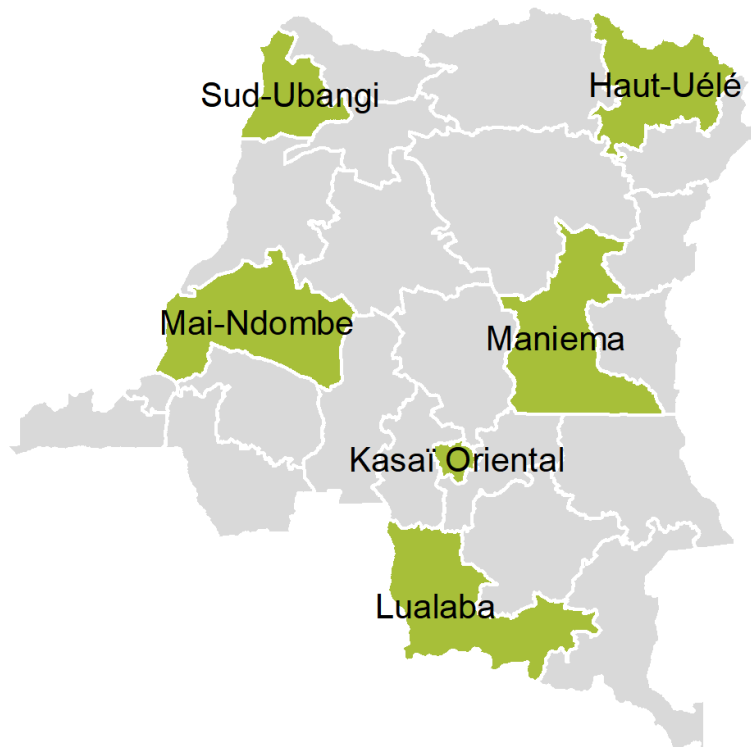 Haut-Uélé
Sud-Ubangi
Mai-Ndombe
Maniema
Kasaï Oriental
Lualaba